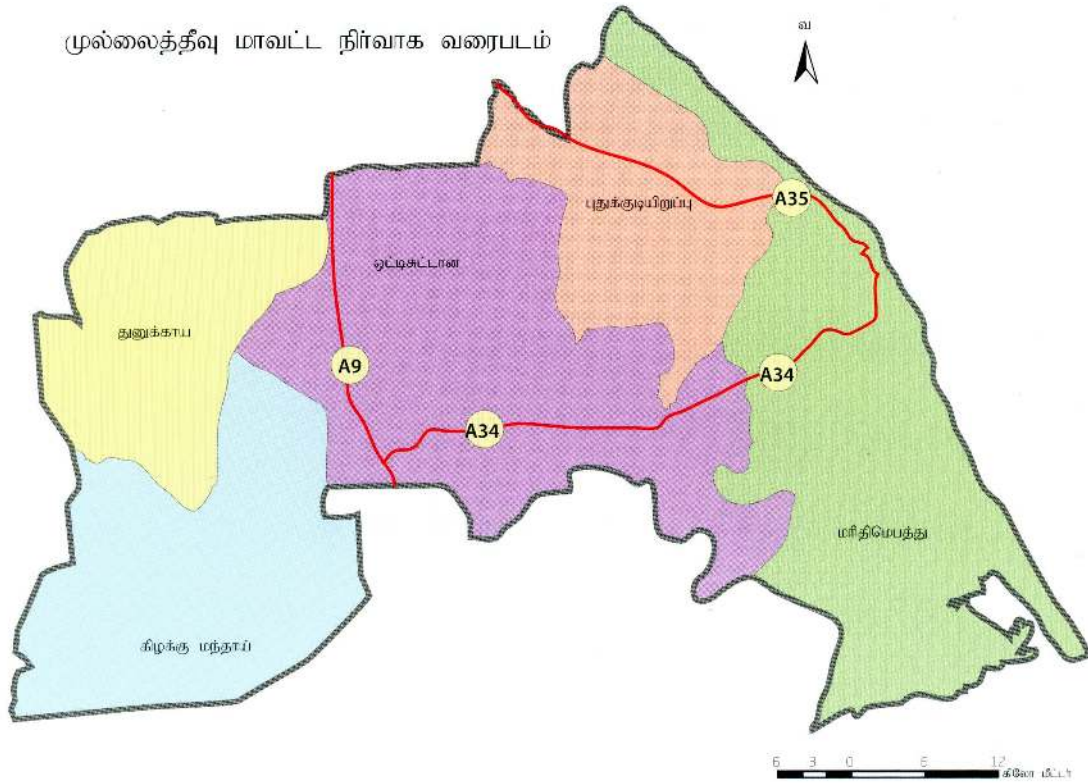 முல்லைத்தீவு மாவட்ட நிர்வாக வரைபடம்
வ
புதுக்குடியிறுப்பு
A35
ஒட்டிசுட்டான
துனுக்காய
A9
A34
A34
மரிதிமெபத்து
கிழக்கு மந்தாய்
6 3 0 6 12
கிலோ மீட்டர்